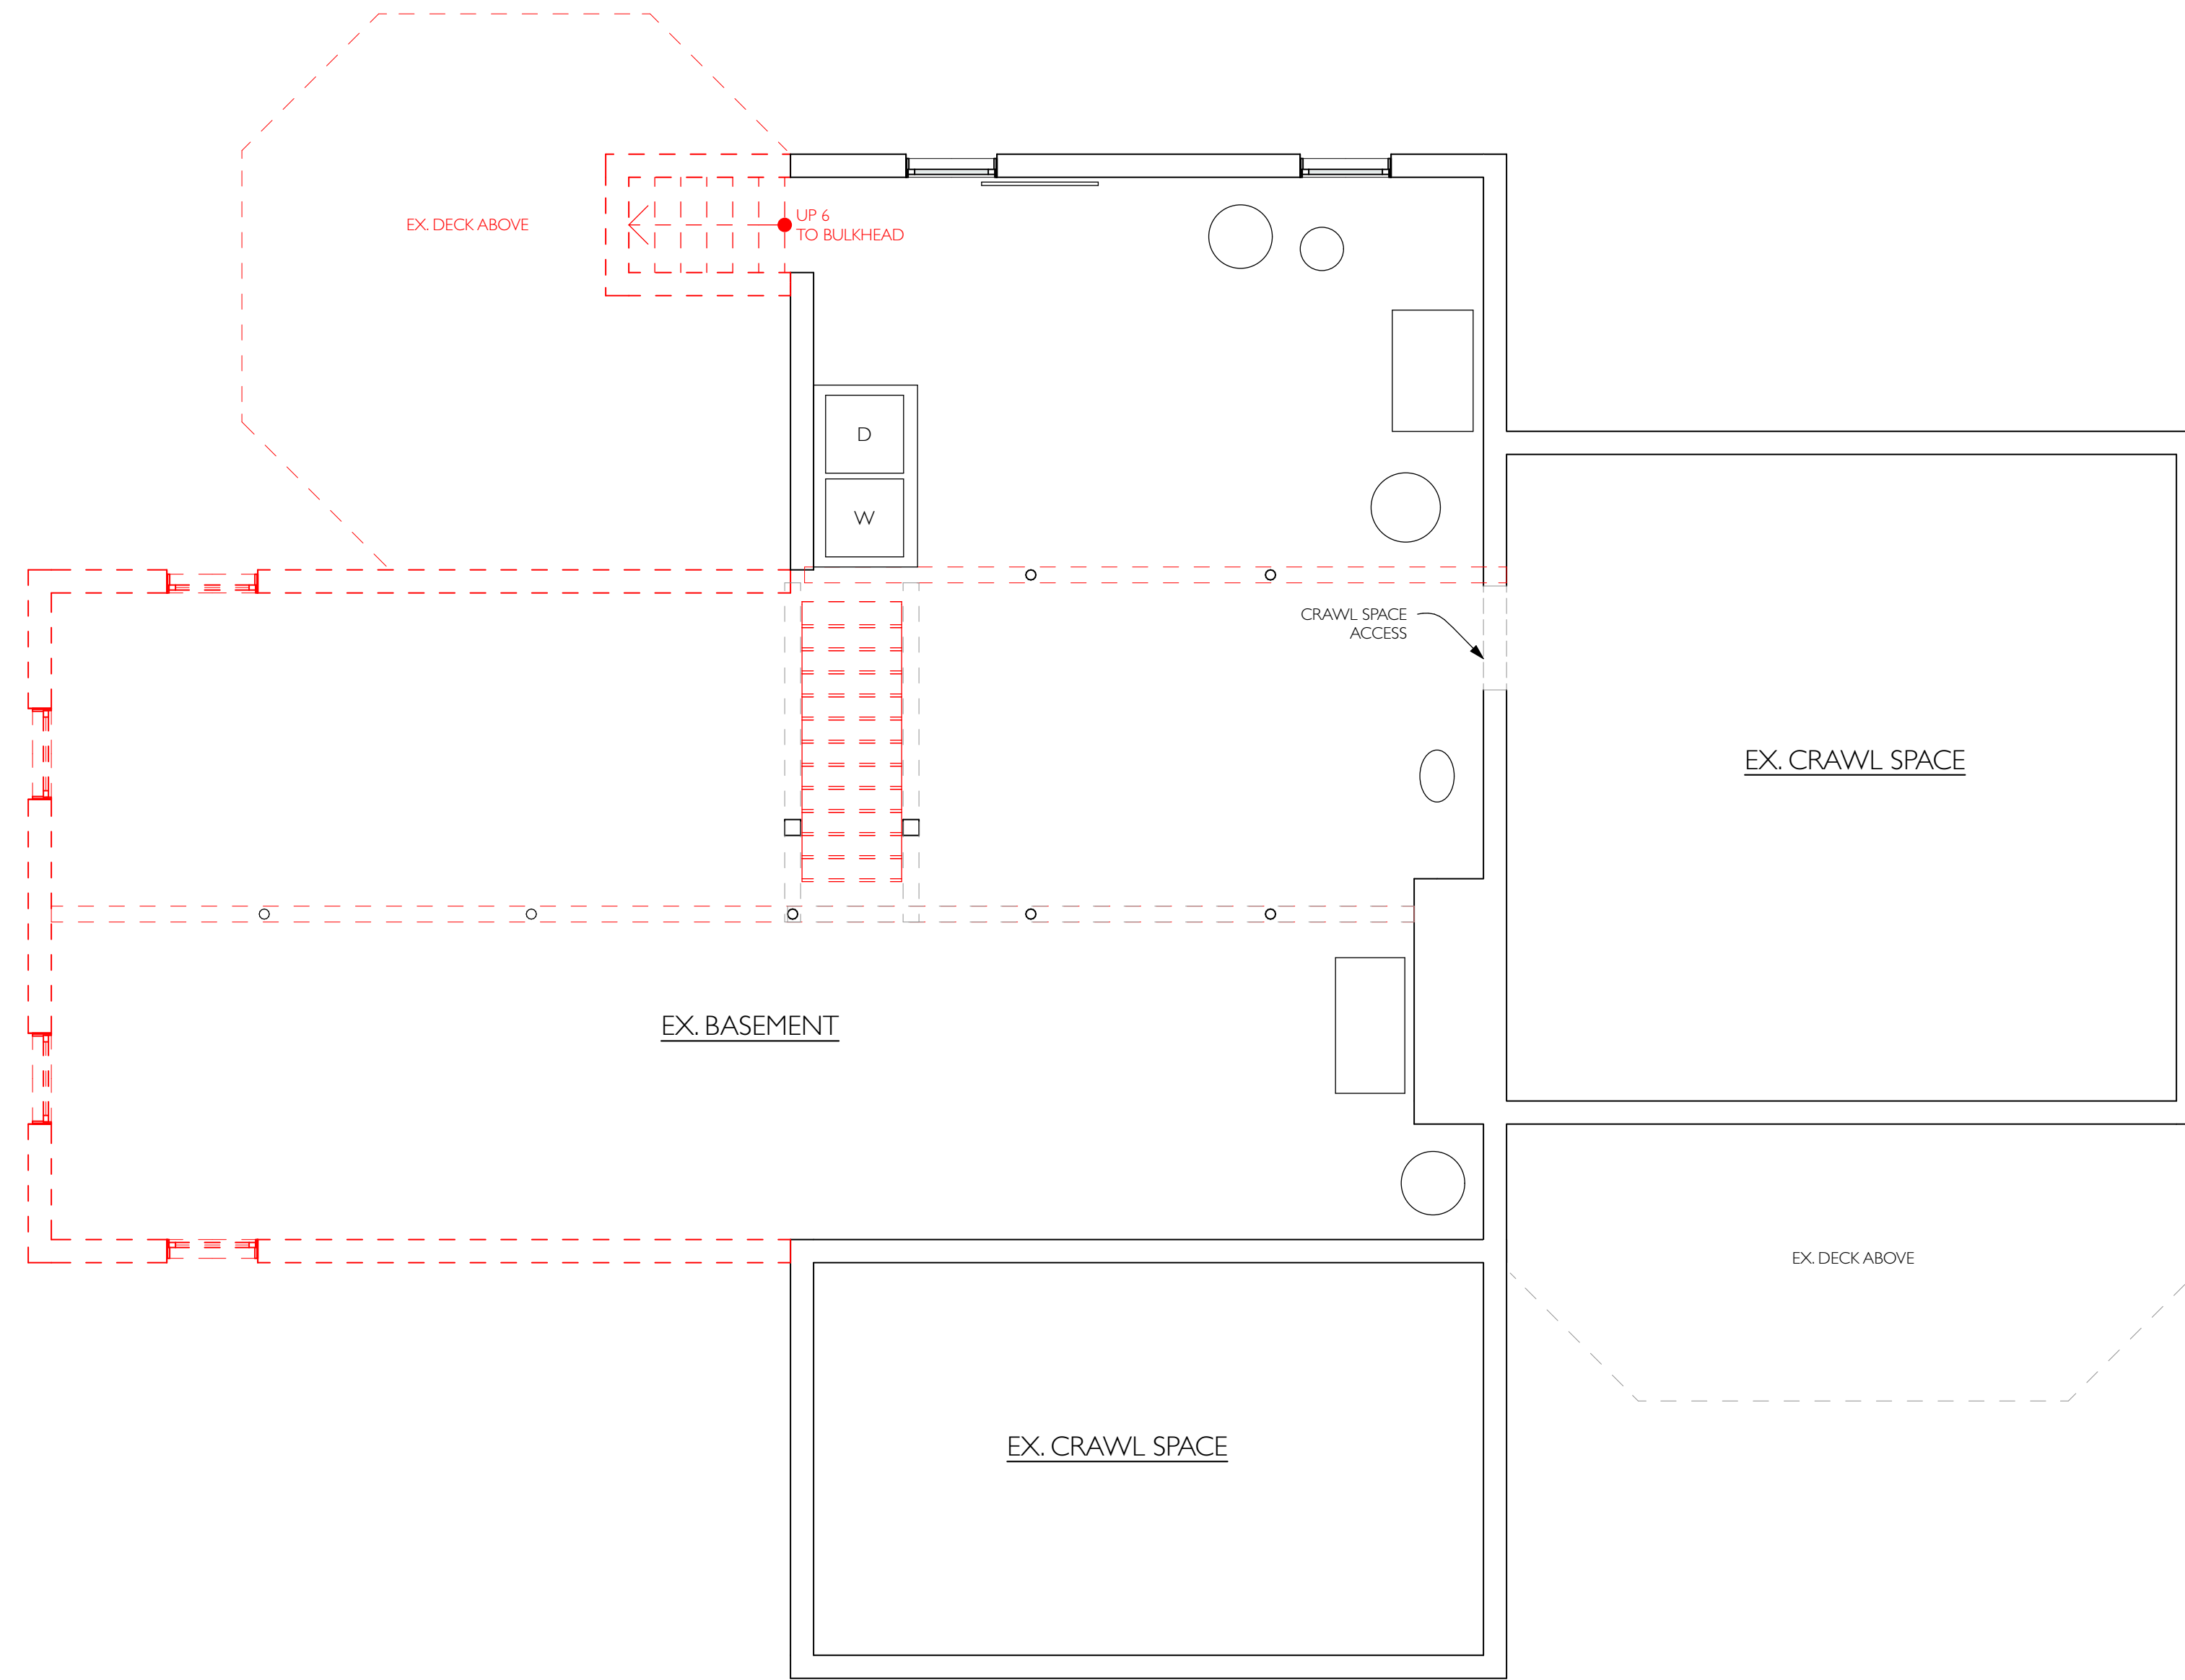 EX. DECK ABOVE
UP 6
TO BULKHEAD
D
W
CRAWL SPACE
ACCESS
EX. CRAWL SPACE
EX. BASEMENT
EX. DECK ABOVE
EX. CRAWL SPACE